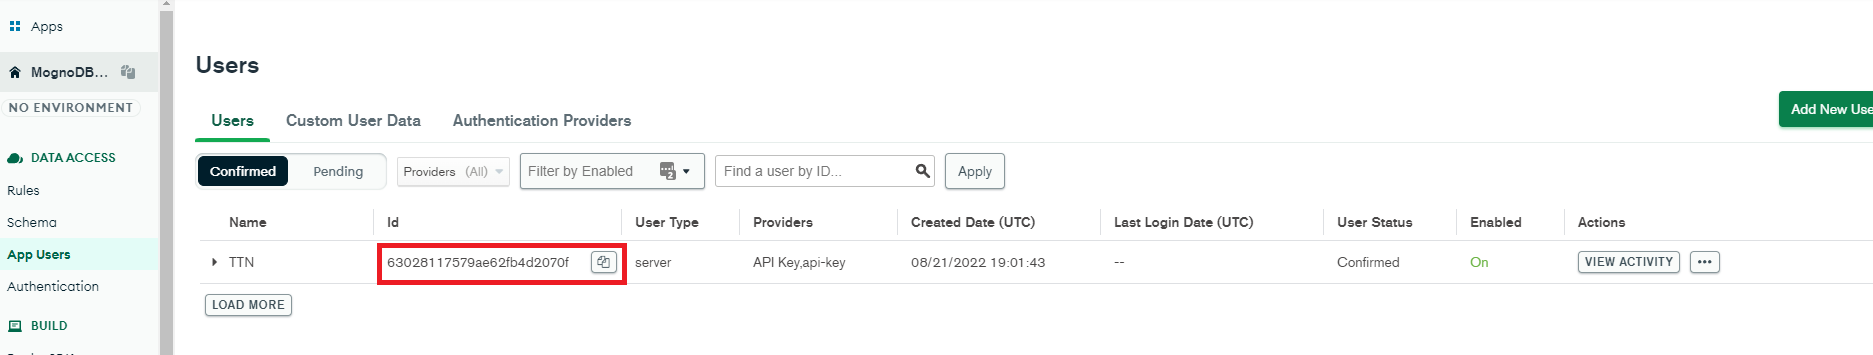 Apps
MognoDB...
NO ENVIRONMENT
DATA ACCESS
Rules
Schema
App Users
Authentication
BUILD
Users
Users Custom User Data Authentication Providers
Add New Use
Confirmed Pending Providers (All) Filter by Enabled 2 Find a user by ID... Apply
Name Id User Type Providers Created Date (UTC) Last Login Date (UTC) User Status Enabled Actions
TTN 63028117579ae62fb4d2070f server API Key,api-key 08/21/2022 19:01:43 -- Confirmed On VIEW ACTIVITY
LOAD MORE